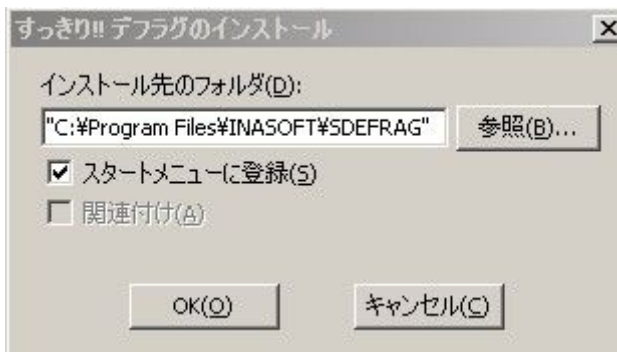 すっきり!! デフラグのインストール
インストール先のフォルダ(D):
"C:¥Program Files¥INASOFT¥SDEFRAG" 参照(B)...
スタートメニューに登録(S)
関連付け(A)
OK(O) キャンセル(C)